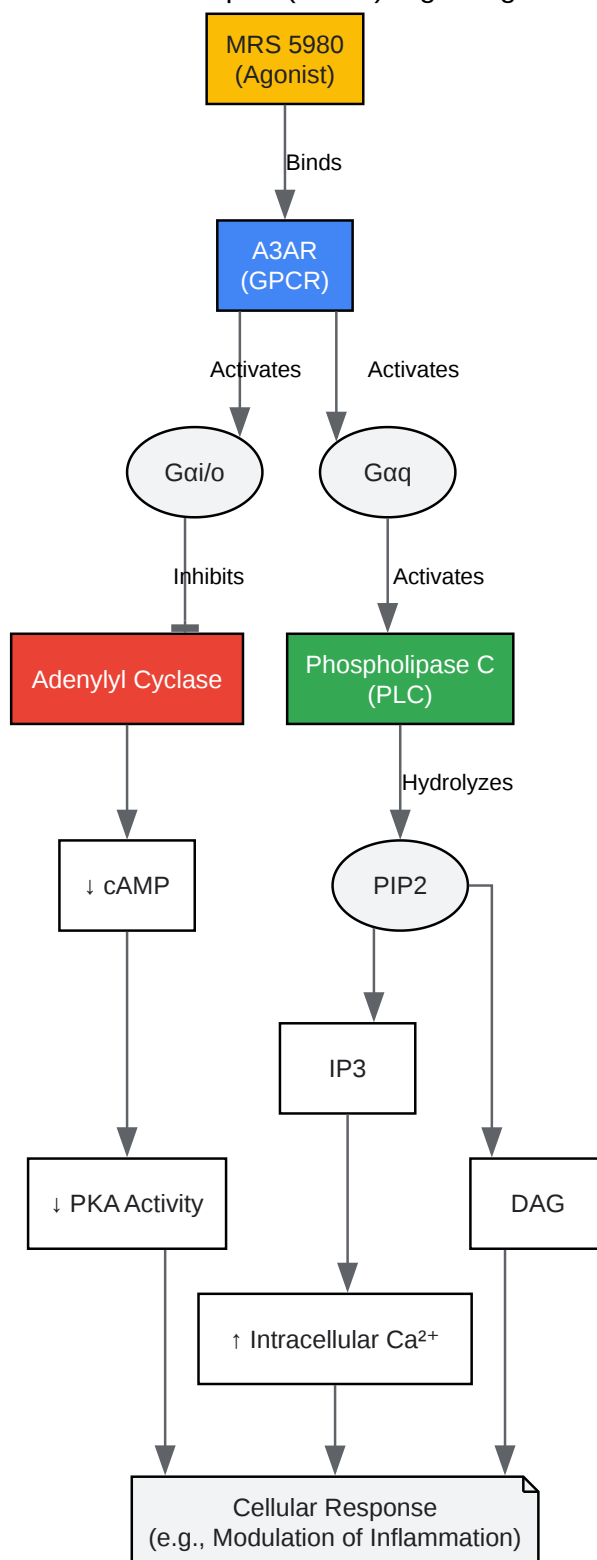 MRS 5980
(Agonist)
Binds
A3AR
(GPCR)
Activates
Activates
Gαi/o
Gαq
Inhibits
Activates
Adenylyl Cyclase
Phospholipase C
(PLC)
Hydrolyzes
↓ cAMP
PIP2
IP3
↓ PKA Activity
DAG
↑ Intracellular Ca²⁺
Cellular Response
(e.g., Modulation of Inflammation)